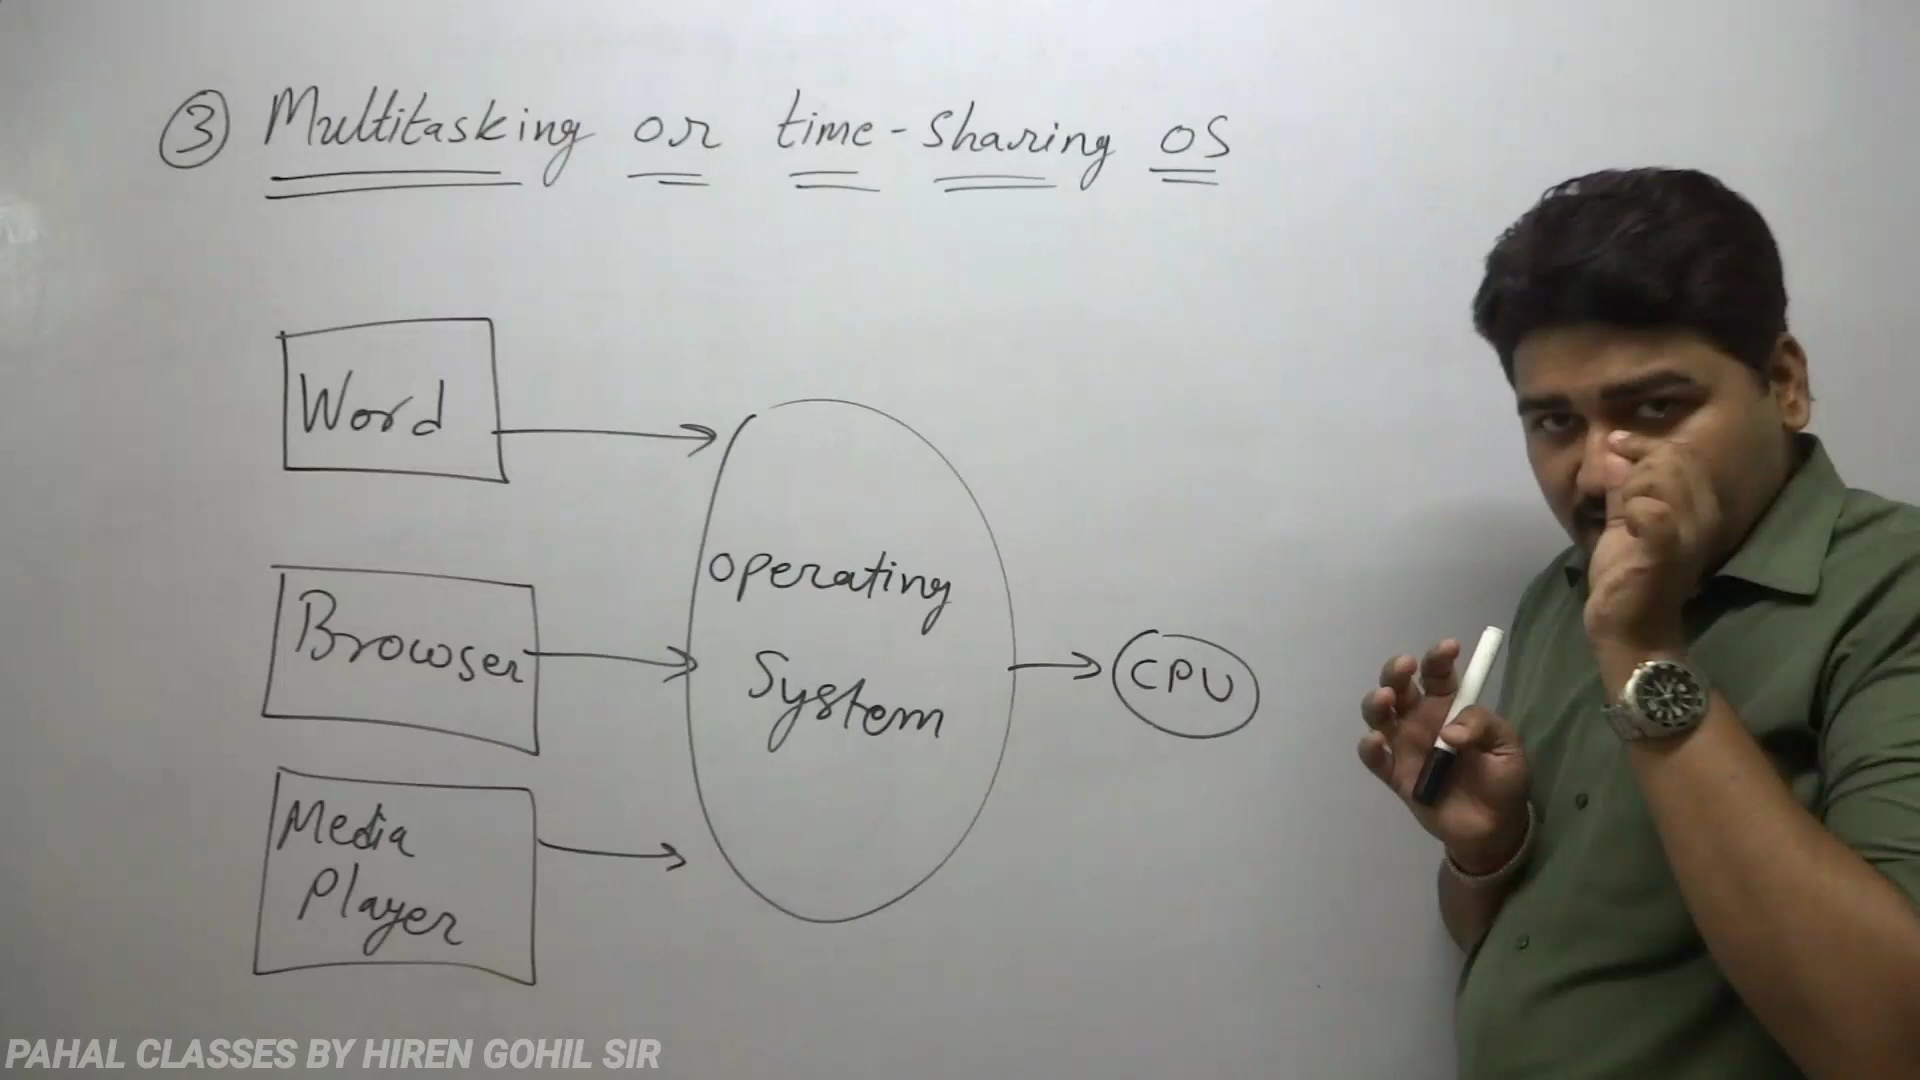 3 Multitasking or time-sharing OS
Word
Browser
Media
Player
Operating
System
CPU
PAHAL CLASSES BY HIREN GOHIL SIR